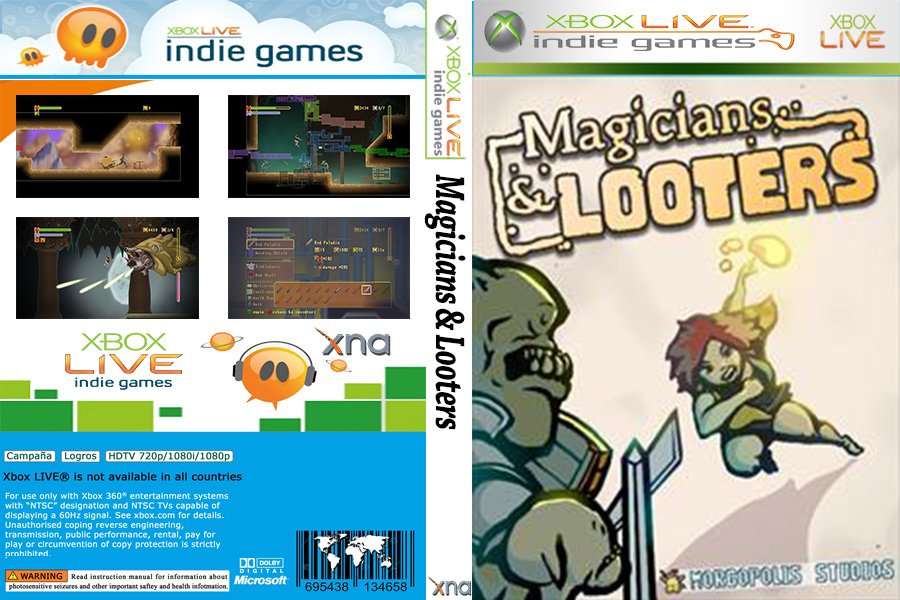 XBOX LIVE
indie games
XBOX LIVE
indie games
Magicians & Looters
XBOX LIVE
indie games
XBOX
LIVE
Magicians
& LOOTERS
XBOX
LIVE
indie games
xna
Campaña Logros HDTV 720p/1080i/1080p
Xbox LIVE® is not available in all countries
For use only with Xbox 360® entertainment systems
with "NTSC" designation and NTSC TVs capable of
displaying a 60Hz signal. See xbox.com for details.
Unauthorised coping reverse engineering,
transmission, public performance, rental, pay for
play or circumvention of copy protection is strictly
prohibited.
WARNING Read instruction manual for information about
photosensitive seizures and other important saftey and health infotmation.
DOLBY
DIGITAL
Microsoft
695438 134658
xna
MORGOPOLIS STUDIOS